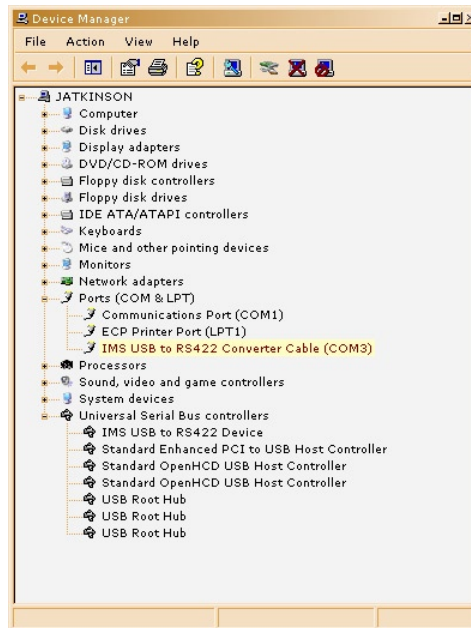 Device Manager
File Action View Help
JATKINSON
Computer
Disk drives
Display adapters
DVD/CD-ROM drives
Floppy disk controllers
Floppy disk drives
IDE ATA/ATAPI controllers
Keyboards
Mice and other pointing devices
Monitors
Network adapters
Ports (COM & LPT)
Communications Port (COM1)
ECP Printer Port (LPT1)
IMS USB to RS422 Converter Cable (COM3)
Processors
Sound, video and game controllers
System devices
Universal Serial Bus controllers
IMS USB to RS422 Device
Standard Enhanced PCI to USB Host Controller
Standard OpenHCD USB Host Controller
Standard OpenHCD USB Host Controller
USB Root Hub
USB Root Hub
USB Root Hub